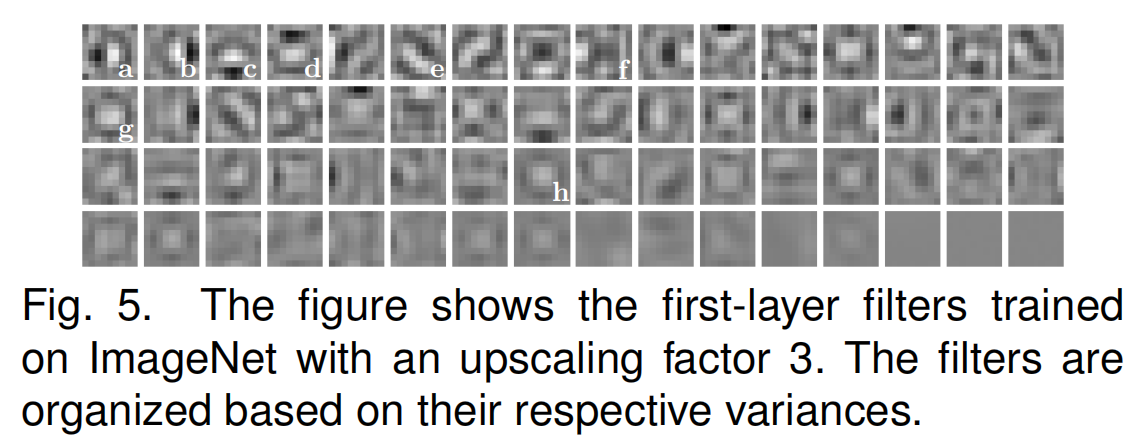 a b c d e f
g
h
Fig. 5. The figure shows the first-layer filters trained
on ImageNet with an upscaling factor 3. The filters are
organized based on their respective variances.